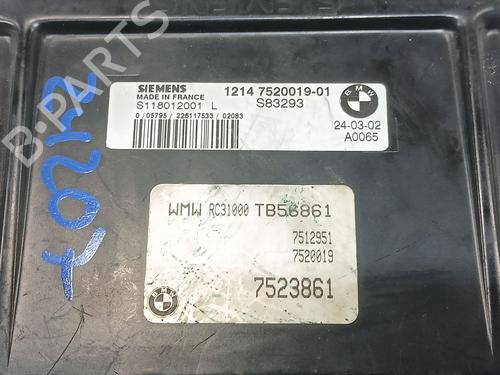 B-PARTS
SIEMENS
MADE IN FRANCE
S118012001 L
0 / 05795 / 226117533 / 02083
1214 7520019-01
S83293
BMW
24-03-02
A0065
WMW RC31000 TB56861
7512951
7520019
7523861
BMW